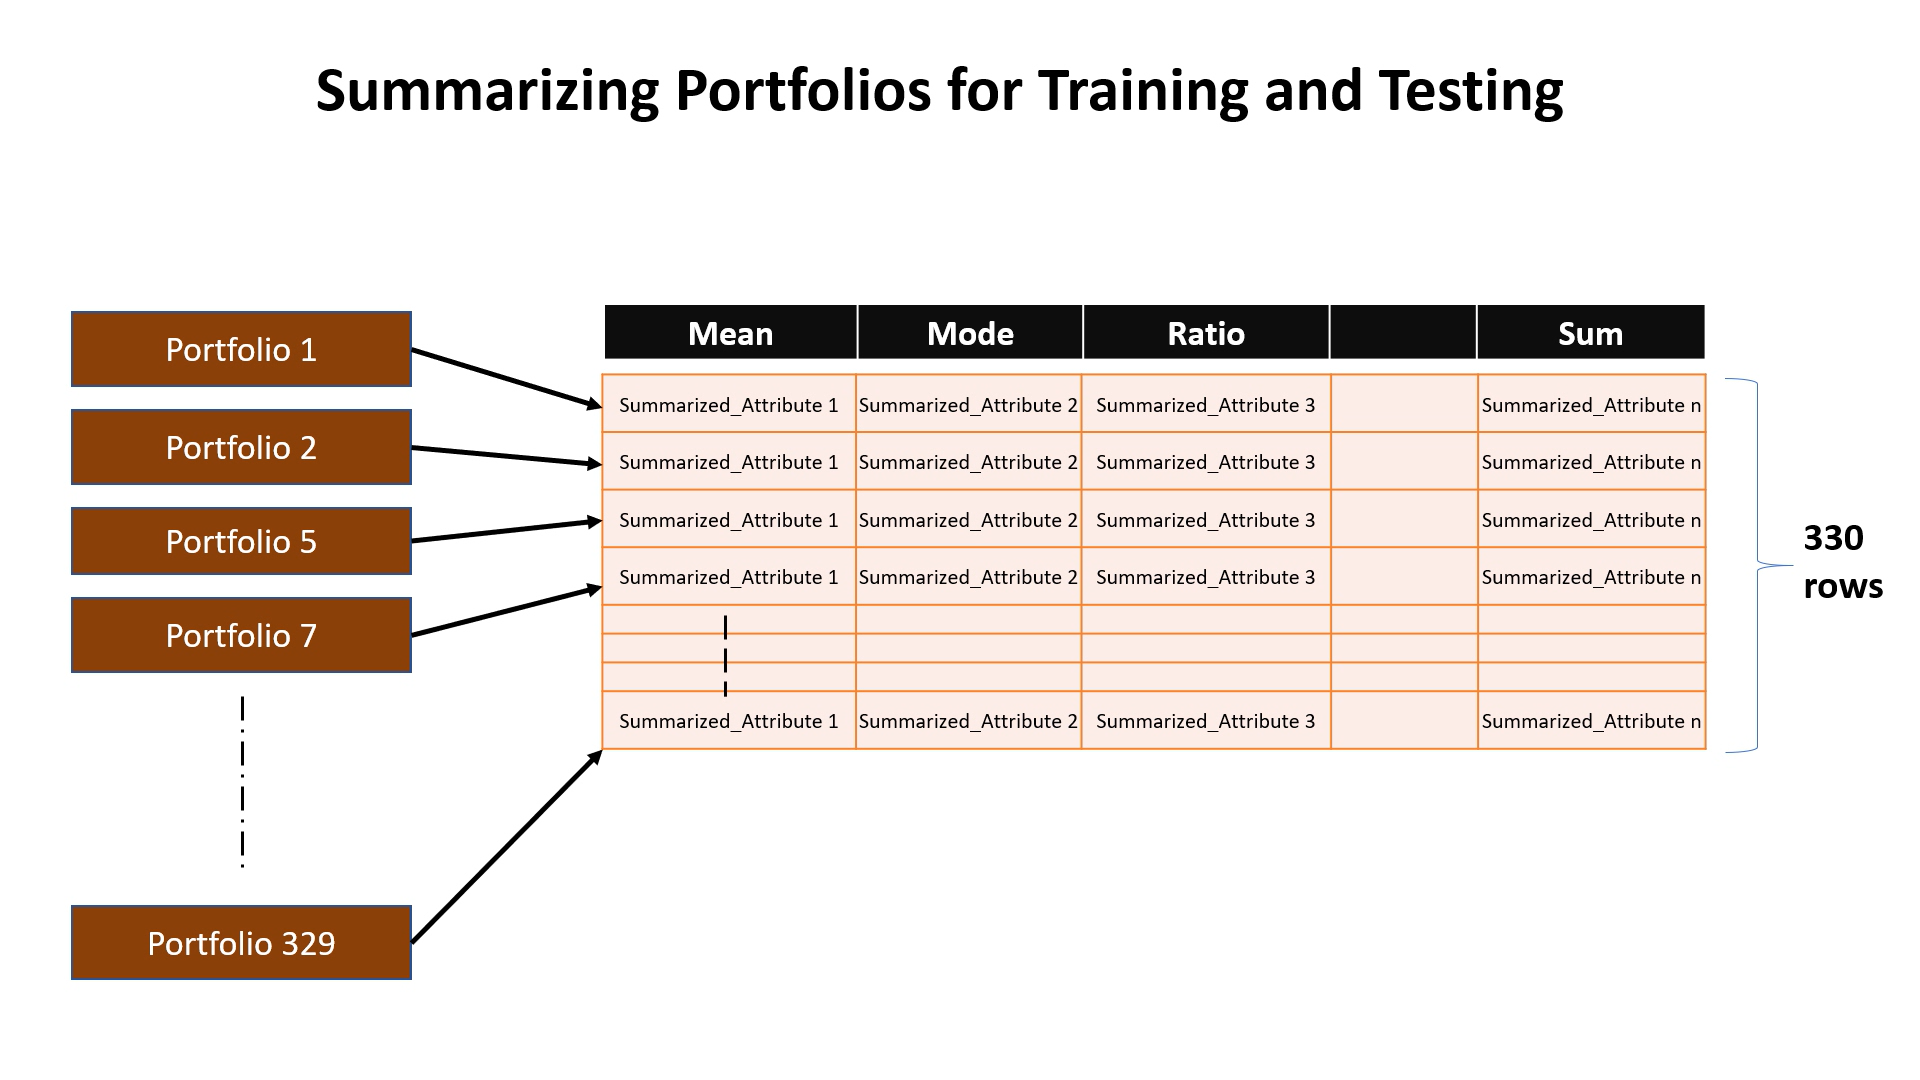 Summarizing Portfolios for Training and Testing
Portfolio 1
Portfolio 2
Portfolio 5
Portfolio 7
Portfolio 329
Mean Mode Ratio Sum
Summarized_Attribute 1 Summarized_Attribute 2 Summarized_Attribute 3 Summarized_Attribute n
Summarized_Attribute 1 Summarized_Attribute 2 Summarized_Attribute 3 Summarized_Attribute n
Summarized_Attribute 1 Summarized_Attribute 2 Summarized_Attribute 3 Summarized_Attribute n
Summarized_Attribute 1 Summarized_Attribute 2 Summarized_Attribute 3 Summarized_Attribute n
Summarized_Attribute 1 Summarized_Attribute 2 Summarized_Attribute 3 Summarized_Attribute n
330
rows